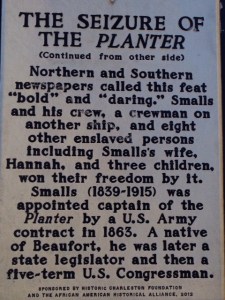 THE SEIZURE OF
THE PLANTER
(Continued from other side)
Northern and Southern
newspapers called this feat
"bold" and "daring." Smalls
and his crew, a crewman on
another ship, and eight
other enslaved persons
including Smalls's wife,
Hannah, and three children,
won their freedom by it.
Smalls (1839-1915) was
appointed captain of the
Planter by a U.S. Army
contract in 1863. A native
of Beaufort, he was later a
state legislator and then a
five-term U.S. Congressman.
SPONSORED BY HISTORIC CHARLESTON FOUNDATION
AND THE AFRICAN AMERICAN HISTORICAL ALLIANCE, 2012